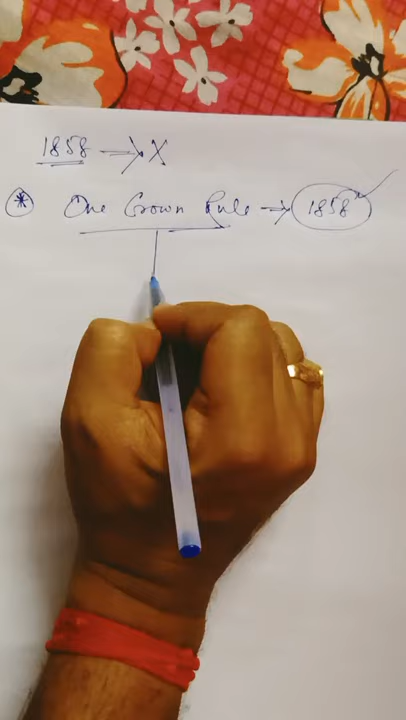 1858 → X
* One Crown Rule → 1858